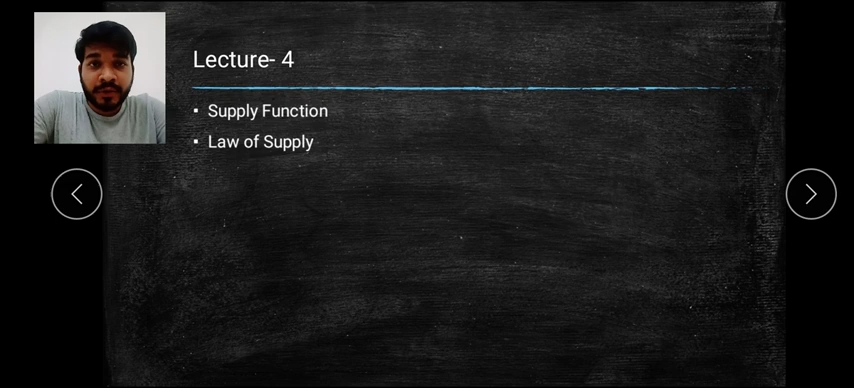 Lecture- 4
▪ Supply Function
▪ Law of Supply